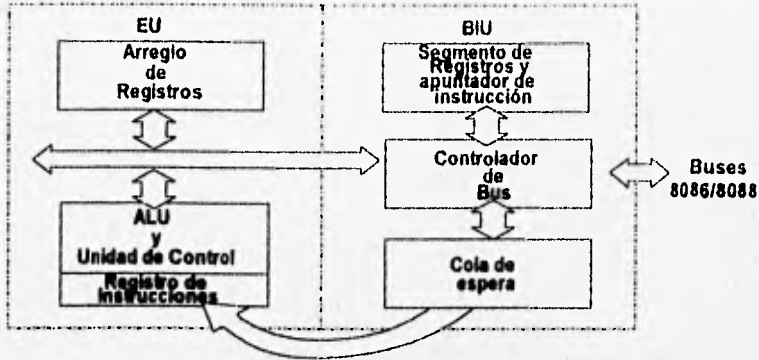 EU
Arreglo
de
Registros
ALU
y
Unidad de Control
Registro de
instrucciones
BIU
Segmento de
Registros y
apuntador de
instrucción
Controlador
de
Bus
Cola de
espera
Buses
8086/8088